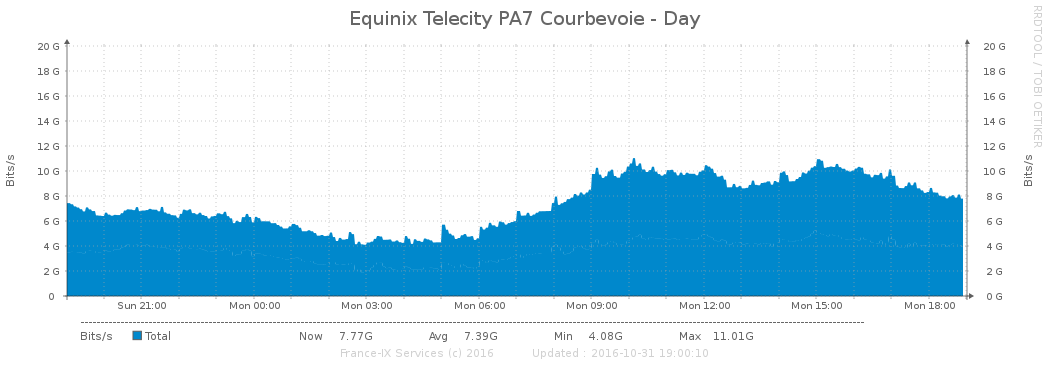 Equinix Telecity PA7 Courbevoie - Day
RRDTOOL / TOBI OETIKER
Bits/s
20 G 20 G
18 G 18 G
16 G 16 G
14 G 14 G
12 G 12 G
10 G 10 G
8 G 8 G
6 G 6 G
4 G 4 G
2 G 2 G
0 0 G
Bits/s
Sun 21:00 Mon 00:00 Mon 03:00 Mon 06:00 Mon 09:00 Mon 12:00 Mon 15:00 Mon 18:00
Bits/s Total Now 7.77G Avg 7.39G Min 4.08G Max 11.01G
France-IX Services (c) 2016 Updated : 2016-10-31 19:00:10